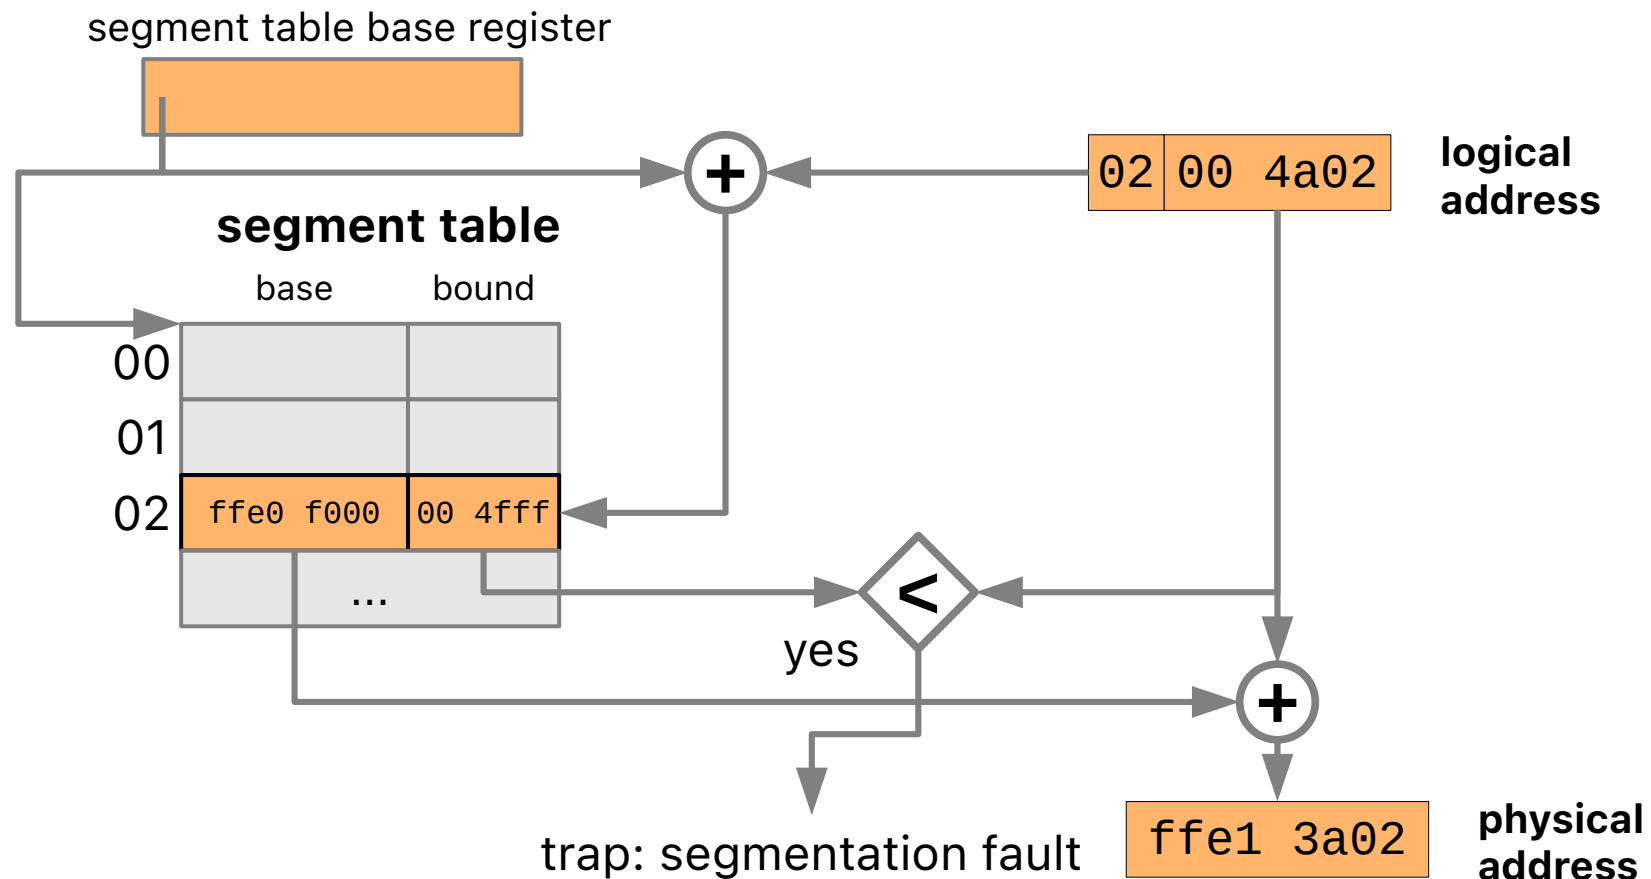 segment table base register
+
02 00 4a02
logical
address
segment table
base bound
00
01
02 ffe0 f000 00 4fff
...
<
yes
+
trap: segmentation fault
ffe1 3a02
physical
address